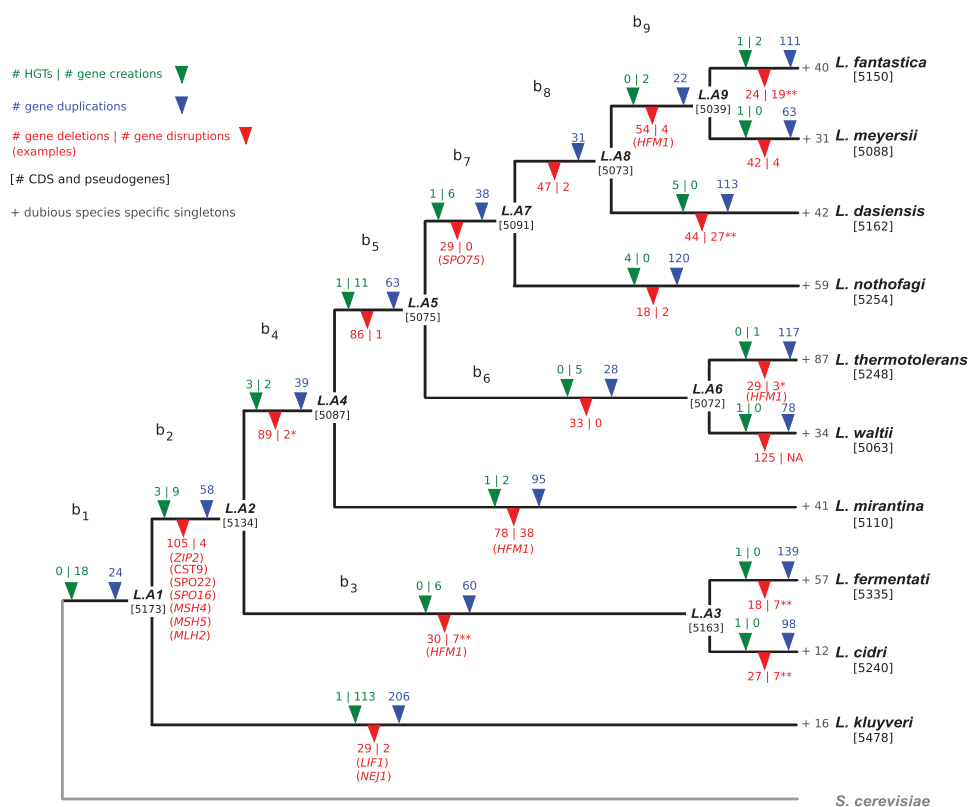 b9
1 | 2 111
+ 40 L. fantastica
[5150]
24 | 19**
# HGTs | # gene creations
# gene duplications
# gene deletions | # gene disruptions
(examples)
[# CDS and pseudogenes]
+ dubious species specific singletons
b8
0 | 2 22
L.A9
[5039]
54 | 4
(HFM1)
1 | 0 63
+ 31 L. meyersii
[5088]
42 | 4
b7
31
L.A8
[5073]
47 | 2
5 | 0 113
+ 42 L. dasiensis
[5162]
44 | 27**
b5
1 | 6 38
L.A7
[5091]
29 | 0
(SPO75)
4 | 0 120
+ 59 L. nothofagi
[5254]
18 | 2
b4
1 | 11 63
L.A5
[5075]
86 | 1
b6
0 | 5 28
L.A6
[5072]
33 | 0
0 | 1 117
+ 87 L. thermotolerans
[5248]
29 | 3*
(HFM1)
1 | 0 78
+ 34 L. waltii
[5063]
125 | NA
b2
3 | 2 39
L.A4
[5087]
89 | 2*
1 | 2 95
+ 41 L. mirantina
[5110]
78 | 38
(HFM1)
b1
3 | 9 58
L.A2
[5134]
105 | 4
(ZIP2)
(CST9)
(SPO22)
(SPO16)
(MSH4)
(MSH5)
(MLH2)
0 | 18 24
L.A1
[5173]
b3
0 | 6 60
L.A3
[5163]
30 | 7**
(HFM1)
1 | 0 139
+ 57 L. fermentati
[5335]
18 | 7**
1 | 0 98
+ 12 L. cidri
[5240]
27 | 7**
1 | 113 206
+ 16 L. kluyveri
[5478]
29 | 2
(LIF1)
(NEJ1)
S. cerevisiae